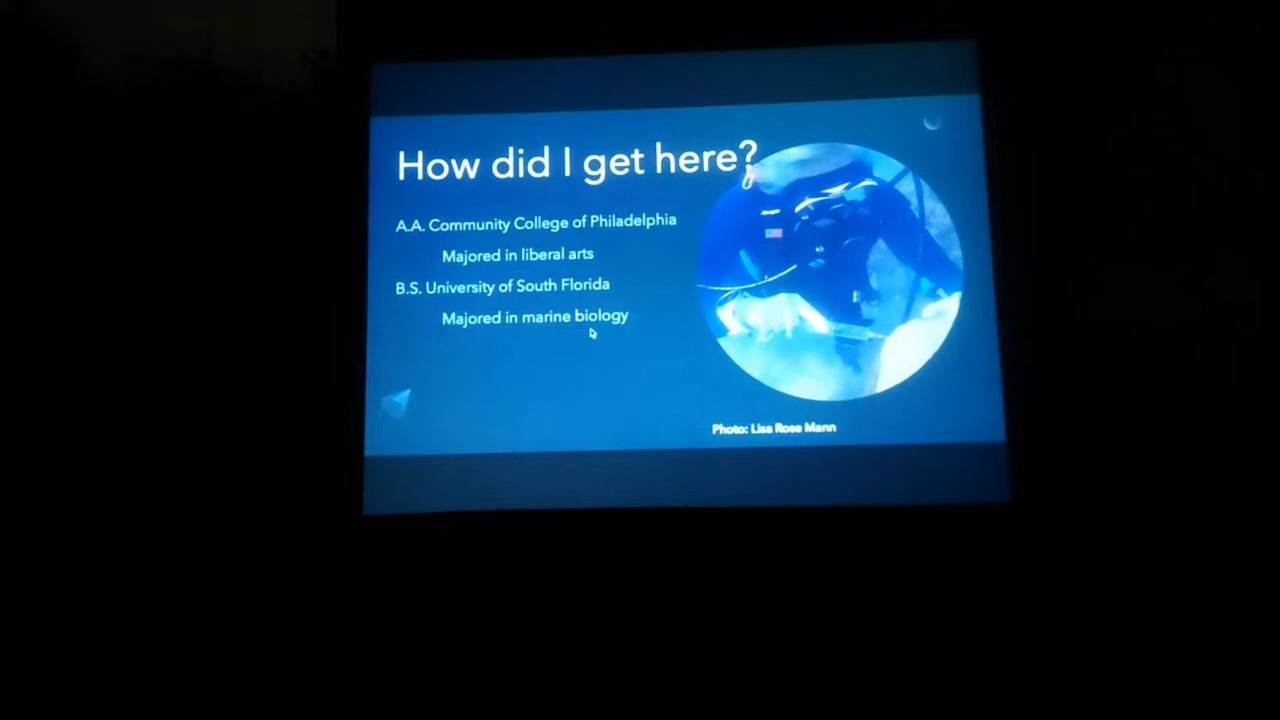 How did I get here?
A.A. Community College of Philadelphia
Majored in liberal arts
B.S. University of South Florida
Majored in marine biology
Photo: Lisa Rose Mann